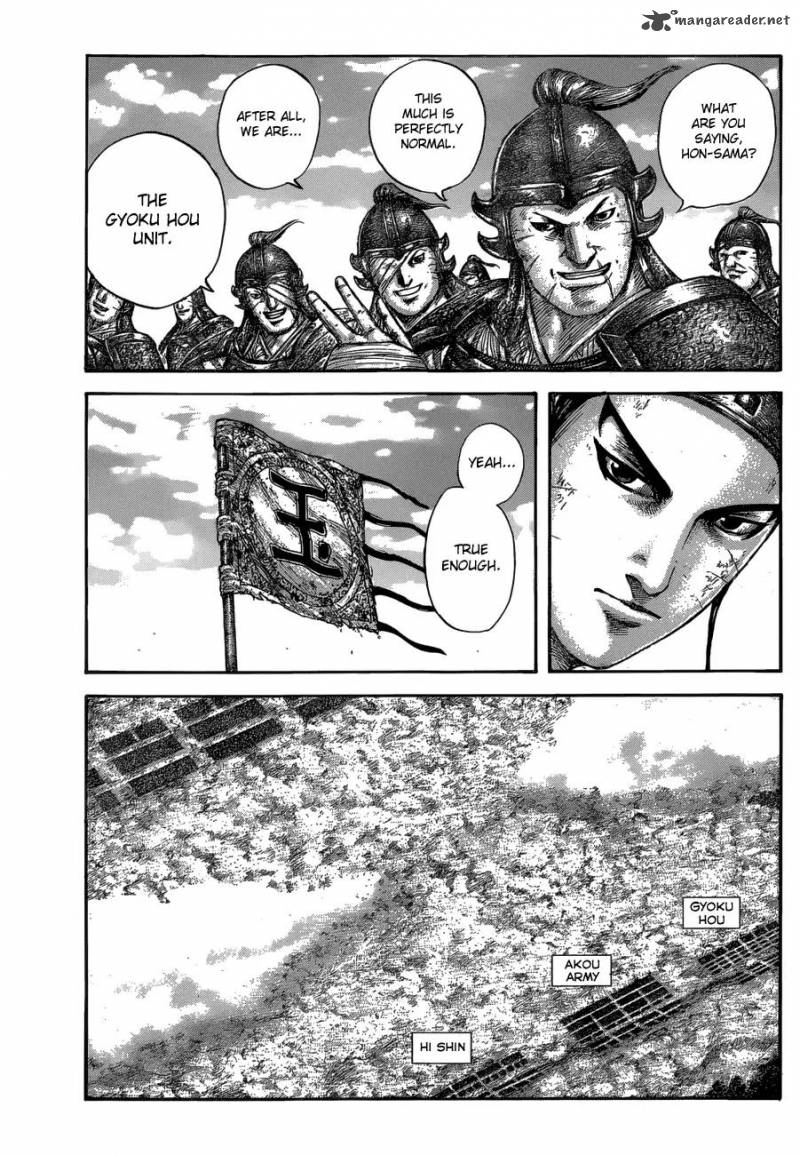 mangareader.net
WHAT
ARE YOU
SAYING,
HON-SAMA?
THIS
MUCH IS
PERFECTLY
NORMAL.
AFTER ALL,
WE ARE...
THE
GYOKU HOU
UNIT.
YEAH...
TRUE
ENOUGH.
玉
GYOKU
HOU
AKOU
ARMY
HI SHIN